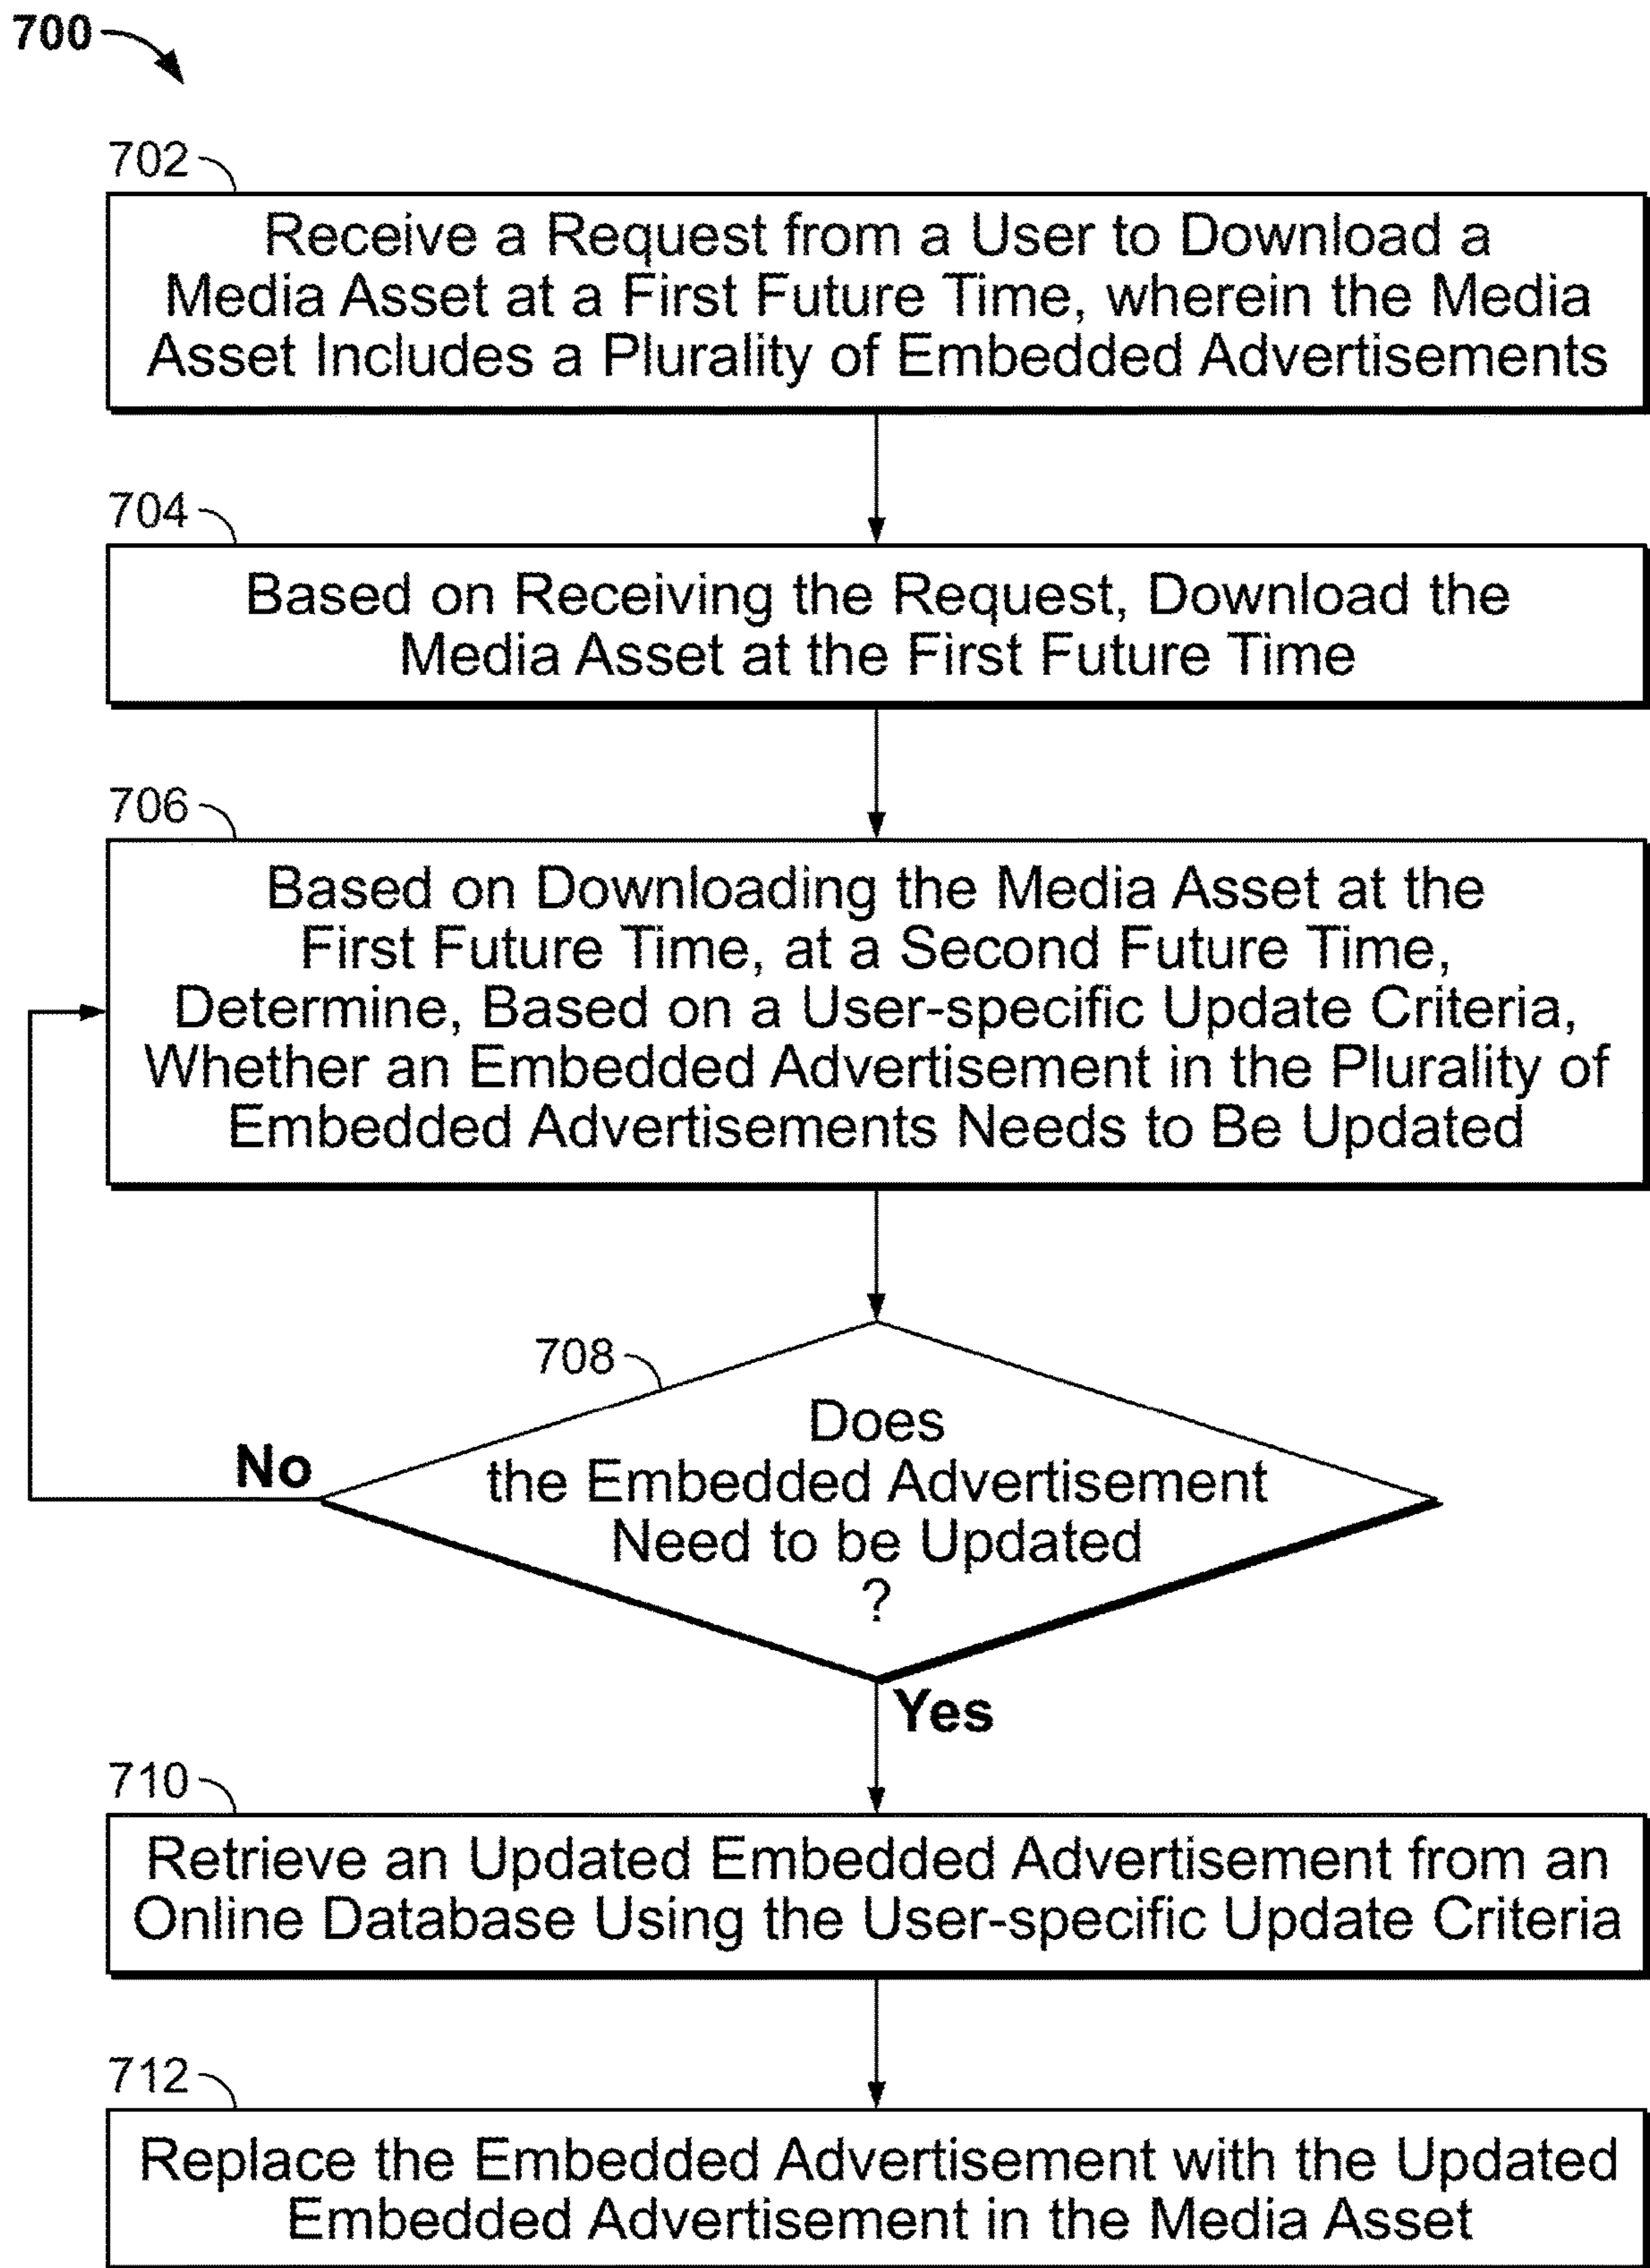 700
702
Receive a Request from a User to Download a
Media Asset at a First Future Time, wherein the Media
Asset Includes a Plurality of Embedded Advertisements
704
Based on Receiving the Request, Download the
Media Asset at the First Future Time
706
Based on Downloading the Media Asset at the
First Future Time, at a Second Future Time,
Determine, Based on a User-specific Update Criteria,
Whether an Embedded Advertisement in the Plurality of
Embedded Advertisements Needs to Be Updated
708
Does
the Embedded Advertisement
Need to be Updated
?
No
Yes
710
Retrieve an Updated Embedded Advertisement from an
Online Database Using the User-specific Update Criteria
712
Replace the Embedded Advertisement with the Updated
Embedded Advertisement in the Media Asset